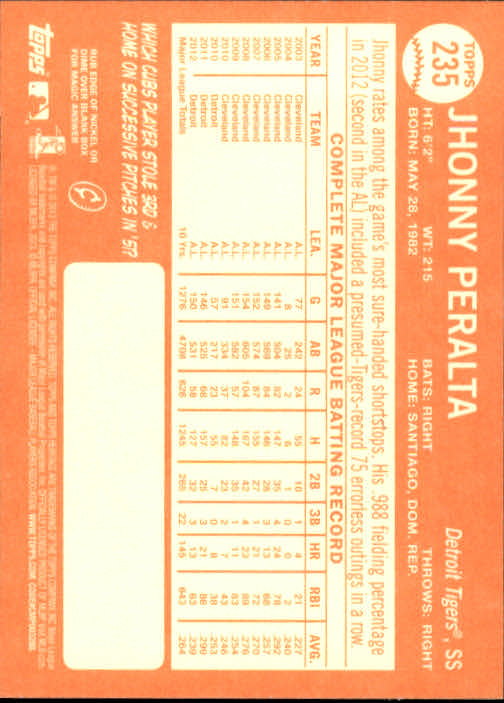 TOPPS
235
JHONNY PERALTA
Detroit Tigers®, SS
HT: 6'2" WT: 215 BATS: RIGHT THROWS: RIGHT
BORN: MAY 28, 1982 HOME: SANTIAGO, DOM. REP.
Jhonny rates among the game's most sure-handed shortstops. His .988 fielding percentage
in 2012 (second in the AL) included a presumed-Tigers-record 75 errorless outings in a row.
COMPLETE MAJOR LEAGUE BATTING RECORD
YEAR TEAM LEA. G AB R H 2B 3B HR RBI AVG.
2003 Cleveland A.L. 77 242 24 55 10 1 4 21 .227
2004 Cleveland A.L. 8 25 2 6 1 0 0 2 .240
2005 Cleveland A.L. 141 504 82 147 35 4 24 78 .292
2006 Cleveland A.L. 149 569 84 146 28 3 13 68 .257
2007 Cleveland A.L. 152 574 87 155 27 1 21 72 .270
2008 Cleveland A.L. 154 605 104 167 42 4 23 89 .276
2009 Cleveland A.L. 151 582 57 148 35 1 11 83 .254
2010 Cleveland A.L. 91 334 37 82 23 2 7 43 .246
2010 Detroit A.L. 57 217 23 55 7 0 8 38 .253
2011 Detroit A.L. 146 525 68 157 25 3 21 86 .299
2012 Detroit A.L. 150 531 58 127 32 3 13 63 .239
Major League Totals 10 Yrs. 1276 4708 626 1245 265 22 145 643 .264
WHICH CUBS PLAYER STOLE 3RD &
HOME ON SUCCESSIVE PITCHES IN '57?
RUB EDGE OF NICKEL OR
DIME OVER BLANK BOX
FOR MAGIC ANSWER
topps
WWW.TOPPS.COM